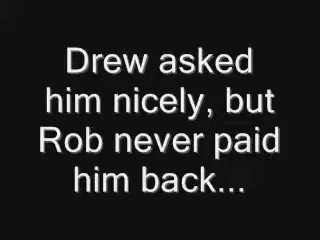 Drew asked
him nicely, but
Rob never paid
him back...